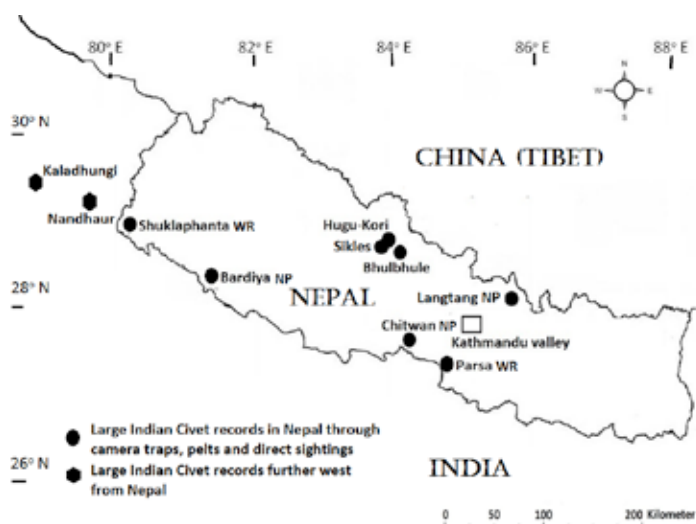 80° E
82° E
84° E
86° E
88° E
N
W
E
S
30° N
CHINA (TIBET)
Kaladhungi
Nandhaur
Shuklaphanta WR
Hugu-Kori
Sikles
Bhulbhule
Bardiya NP
28° N
NEPAL
Langtang NP
Chitwan NP
Kathmandu valley
Parsa WR
Large Indian Civet records in Nepal through
camera traps, pelts and direct sightings
Large Indian Civet records further west
from Nepal
26° N
INDIA
0 50 100 200 Kilometer